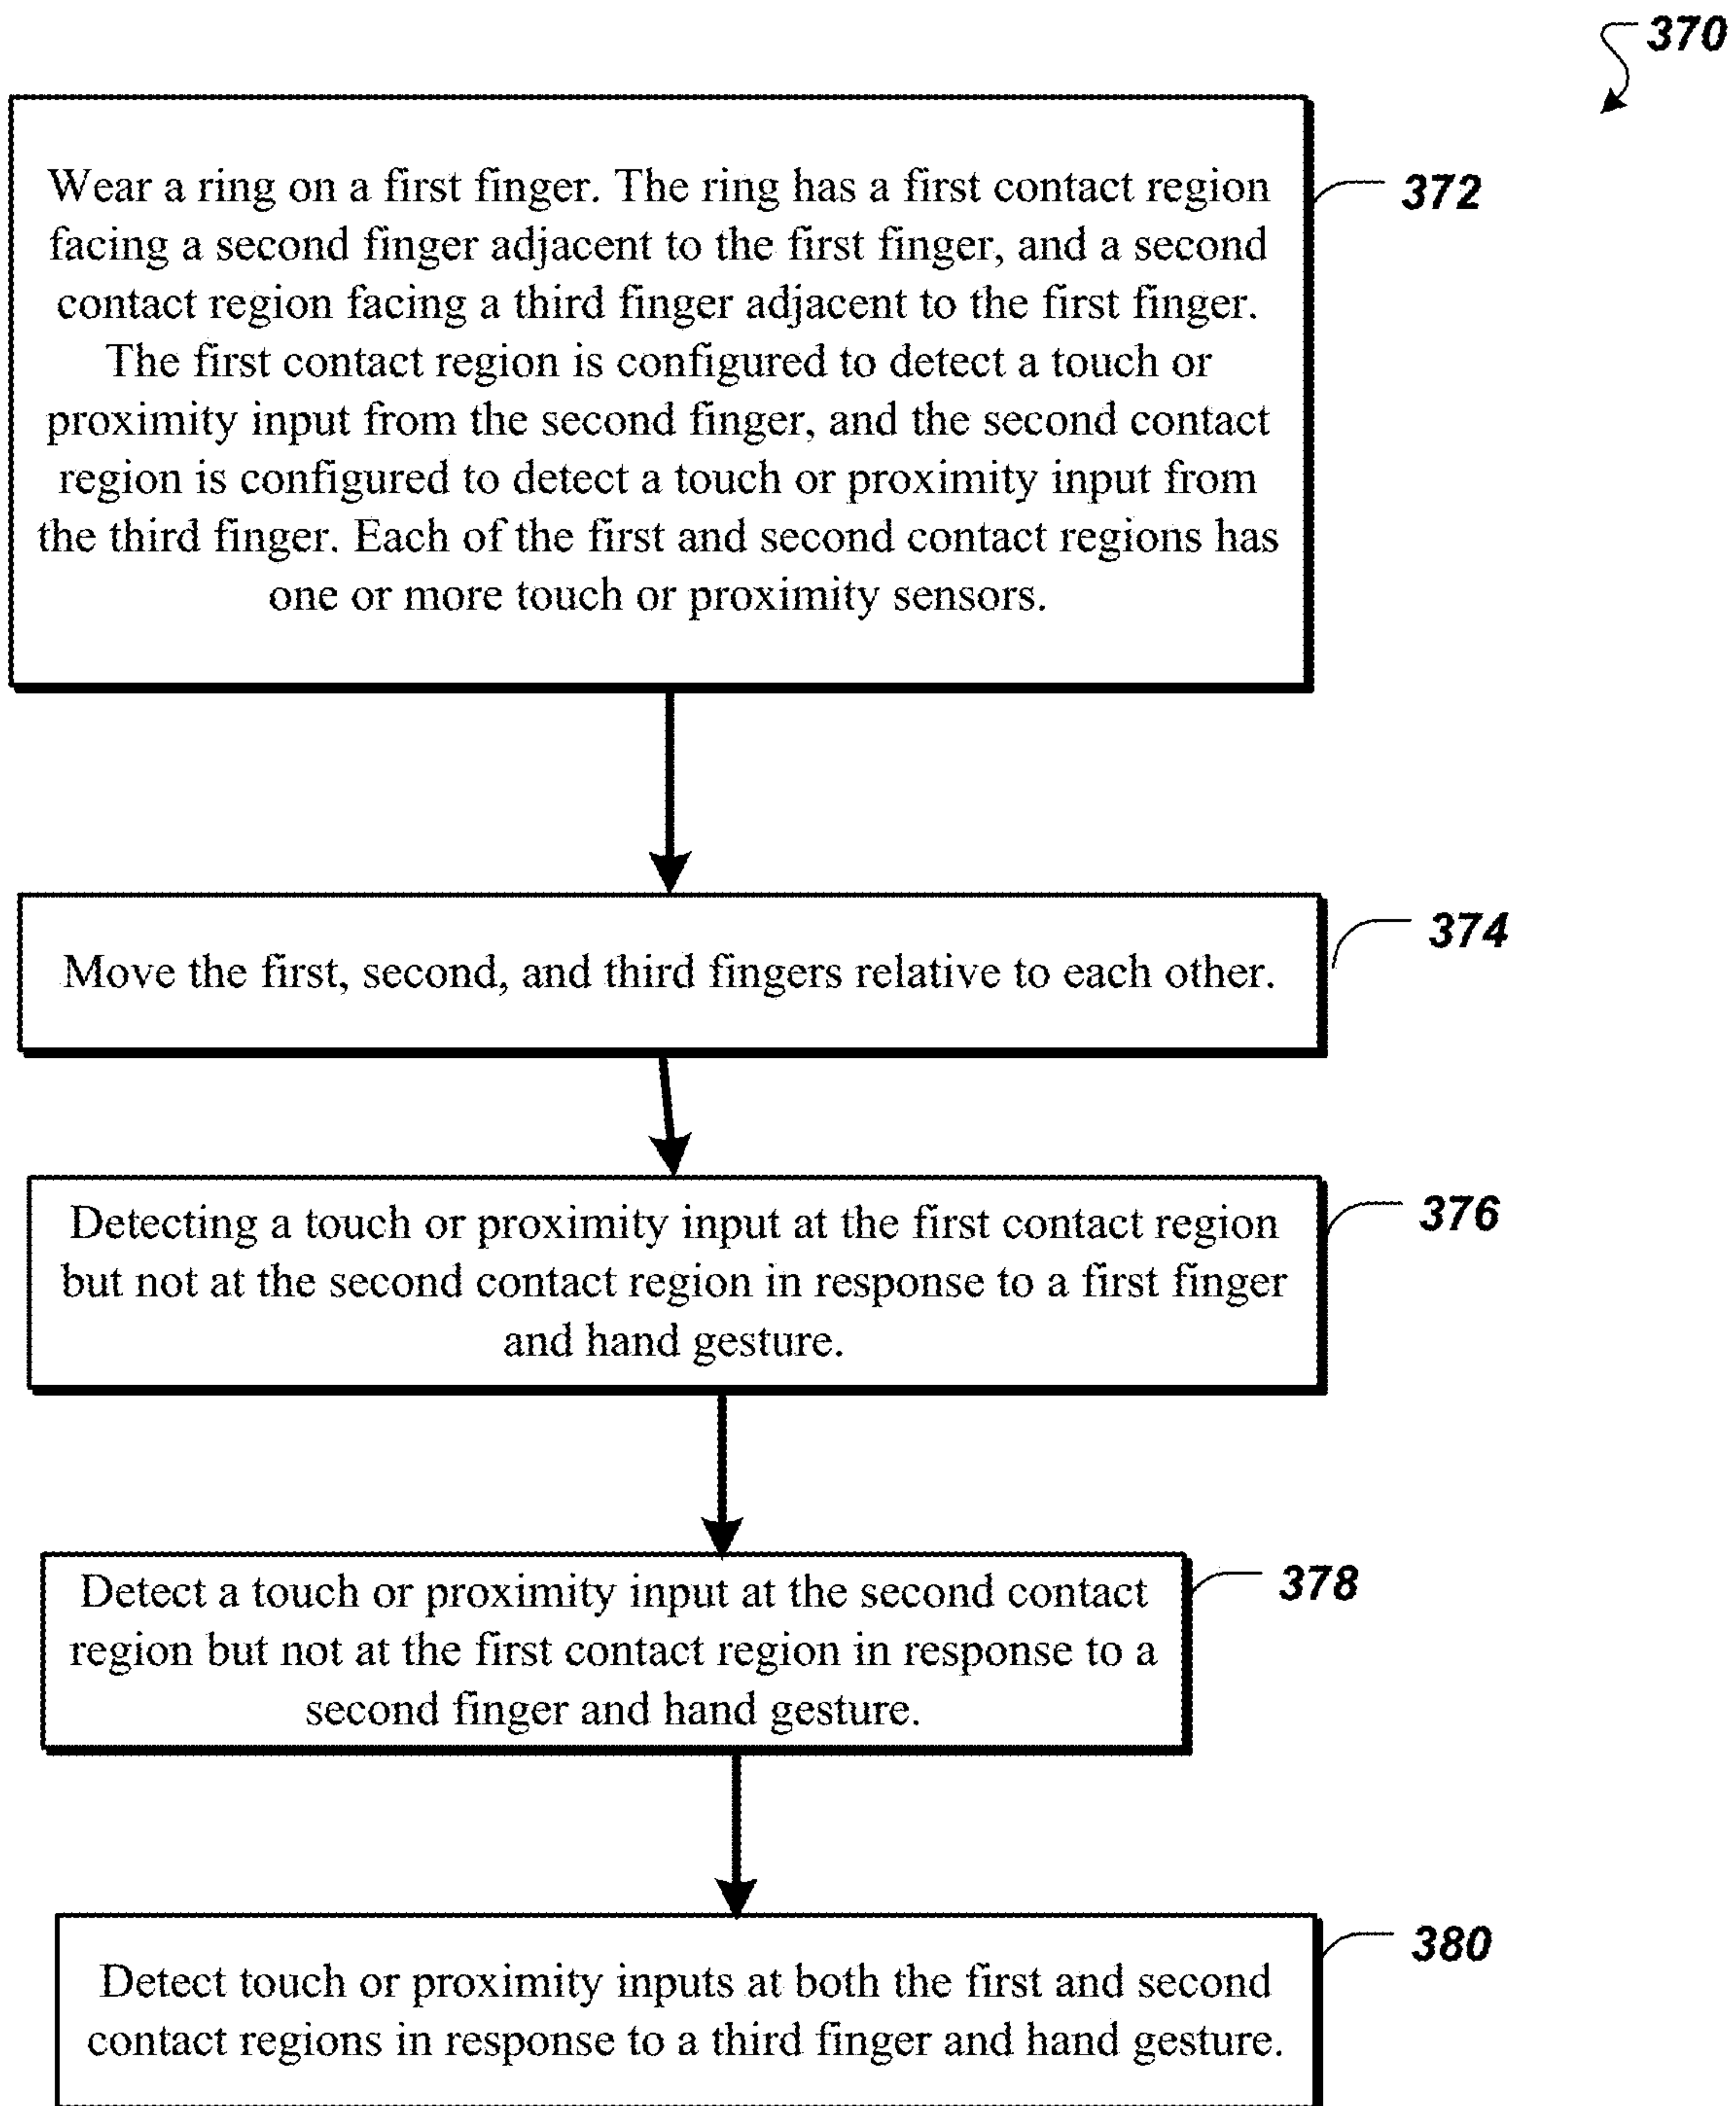 370
Wear a ring on a first finger. The ring has a first contact region
facing a second finger adjacent to the first finger, and a second
contact region facing a third finger adjacent to the first finger.
The first contact region is configured to detect a touch or
proximity input from the second finger, and the second contact
region is configured to detect a touch or proximity input from
the third finger. Each of the first and second contact regions has
one or more touch or proximity sensors.
372
Move the first, second, and third fingers relative to each other.
374
Detecting a touch or proximity input at the first contact region
but not at the second contact region in response to a first finger
and hand gesture.
376
Detect a touch or proximity input at the second contact
region but not at the first contact region in response to a
second finger and hand gesture.
378
Detect touch or proximity inputs at both the first and second
contact regions in response to a third finger and hand gesture.
380